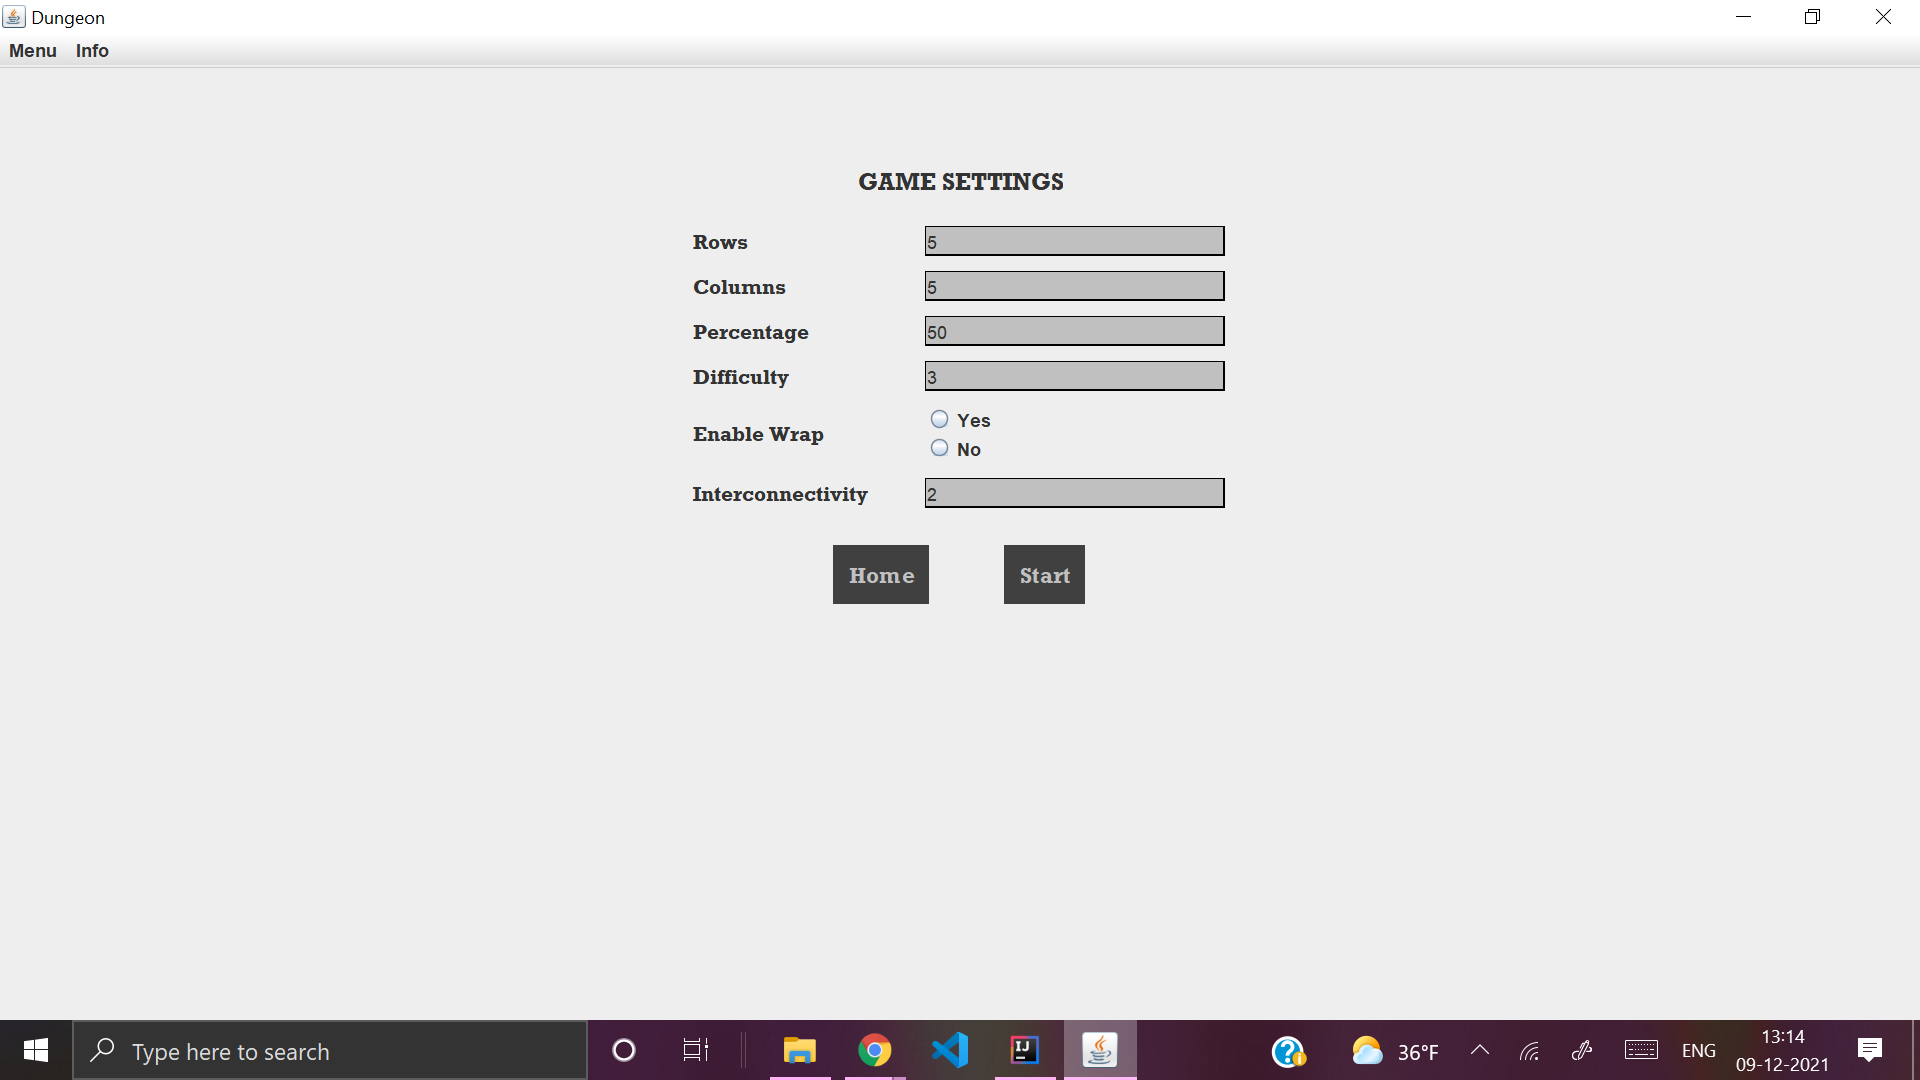 Dungeon
Menu Info
GAME SETTINGS
Rows 5
Columns 5
Percentage 50
Difficulty 3
Enable Wrap
Yes
No
Interconnectivity 2
Home Start
Type here to search
IJ
36°F
ENG
13:14
09-12-2021